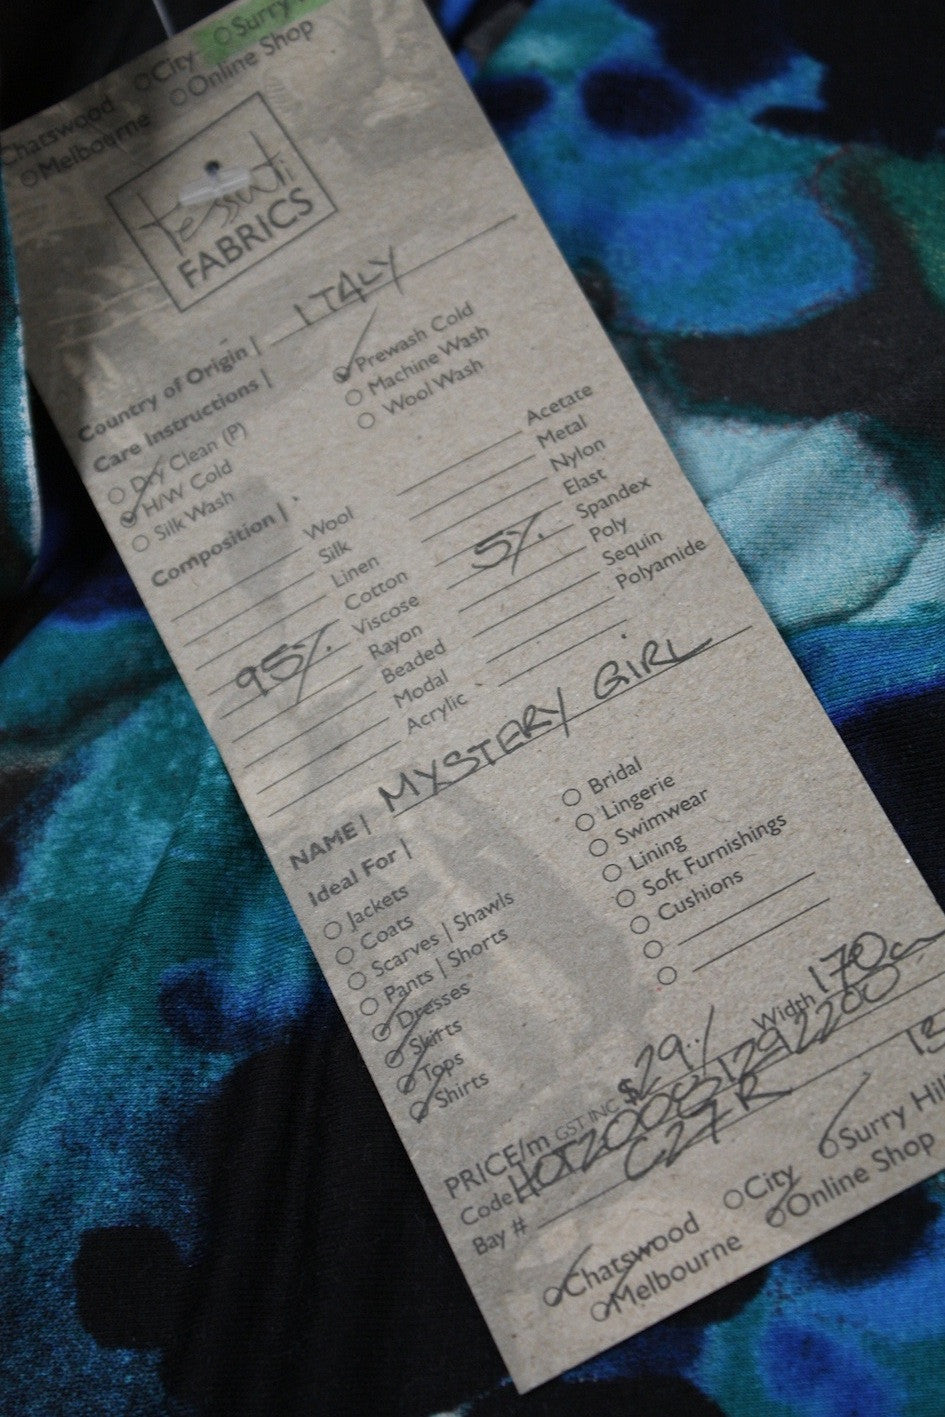 Chatswood City Surry
Melbourne Online Shop
tessuti
FABRICS
Country of Origin | ITALY
Care Instructions |
Dry Clean (P) Prewash Cold
H/W Cold Machine Wash
Silk Wash Wool Wash
Composition |
Wool Acetate
Silk Metal
Linen Nylon
Cotton Elast
95% Viscose 5% Spandex
Rayon Poly
Beaded Sequin
Modal Polyamide
Acrylic
NAME | MYSTERY GIRL
Ideal For |
Jackets Bridal
Coats Lingerie
Scarves | Shawls Swimwear
Pants | Shorts Lining
Dresses Soft Furnishings
Skirts Cushions
Tops
Shirts
PRICE/m GST INC $29./ Width 170cm
Code
Bay # C27R
Chatswood City Surry Hil
Melbourne Online Shop